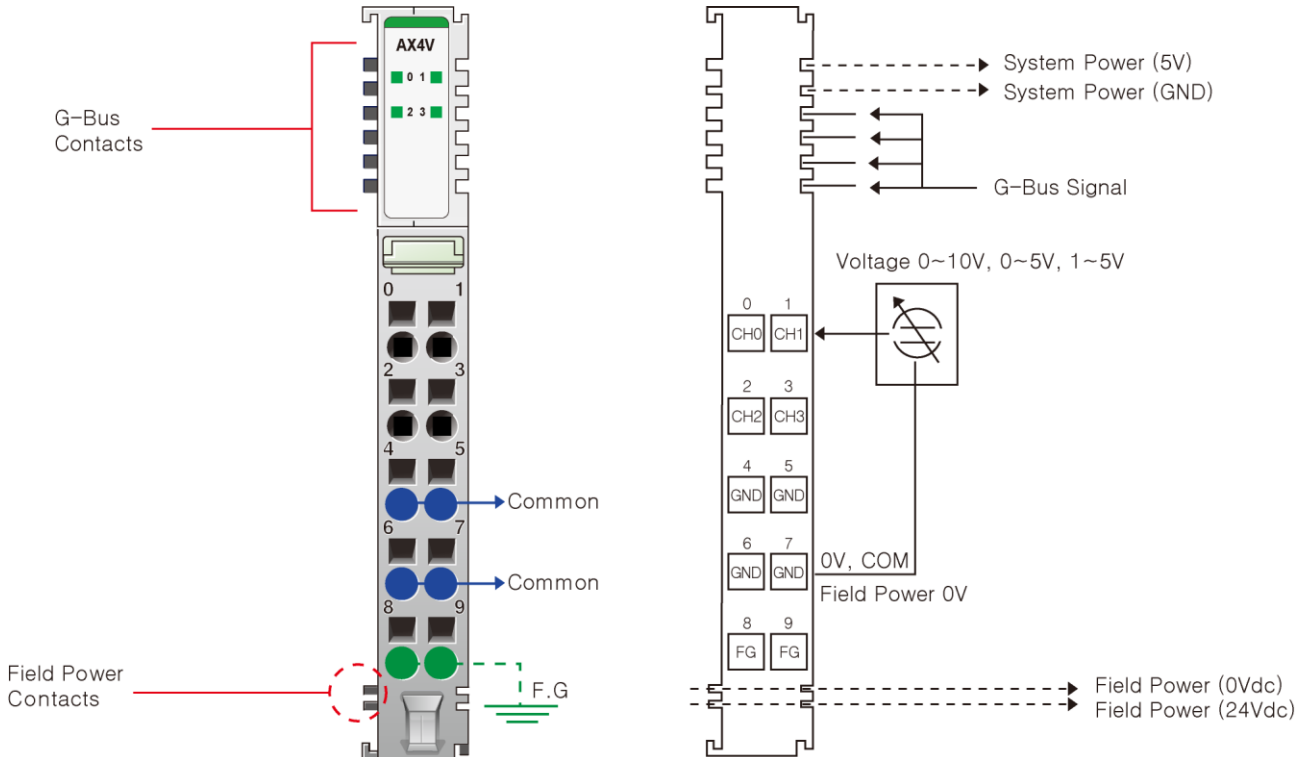 AX4V
0 1
2 3
G-Bus
Contacts
0 1
2 3
4 5
Common
6 7
Common
8 9
Field Power
Contacts
F.G
System Power (5V)
System Power (GND)
G-Bus Signal
Voltage 0~10V, 0~5V, 1~5V
0 1
CH0 CH1
2 3
CH2 CH3
4 5
GND GND
6 7
GND GND
0V, COM
Field Power 0V
8 9
FG FG
Field Power (0Vdc)
Field Power (24Vdc)